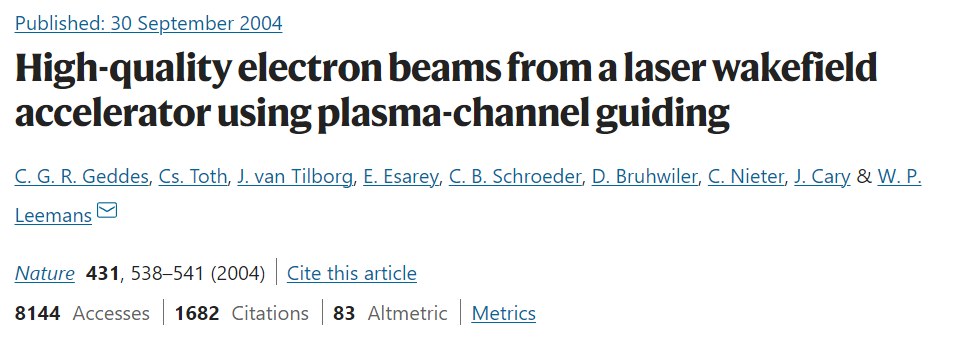 Published: 30 September 2004
High-quality electron beams from a laser wakefield
accelerator using plasma-channel guiding
C. G. R. Geddes, Cs. Toth, J. van Tilborg, E. Esarey, C. B. Schroeder, D. Bruhwiler, C. Nieter, J. Cary & W. P.
Leemans
Nature 431, 538–541 (2004) Cite this article
8144 Accesses 1682 Citations 83 Altmetric Metrics